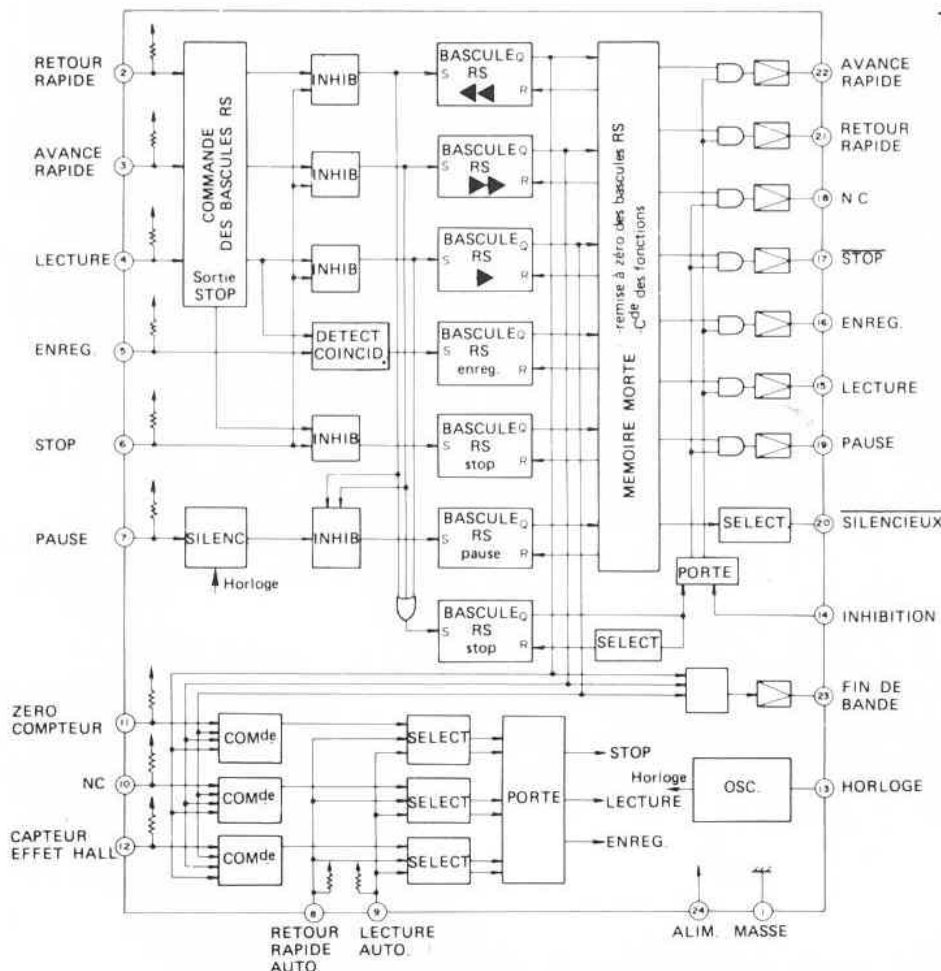 RETOUR
RAPIDE
2
AVANCE
RAPIDE
3
LECTURE
4
ENREG.
5
STOP
6
PAUSE
7
COMMANDE
DES BASCULES RS
Sortie
STOP
SILENC
Horloge
INHIB
INHIB
INHIB
DETECT
COINCID.
INHIB
INHIB
BASCULE Q
RS
S
R
BASCULE Q
RS
S
R
BASCULE Q
RS
S
R
BASCULE Q
S RS
enreg. R
BASCULE Q
S RS
stop R
BASCULE Q
S RS
pause R
BASCULE Q
S RS
stop R
MEMOIRE MORTE
-remise à zéro des bascules RS
-Cde des fonctions
SELECT
SELECT.
PORTE
22
AVANCE
RAPIDE
21
RETOUR
RAPIDE
18
NC
17
STOP
16
ENREG.
15
LECTURE
19
PAUSE
20
SILENCIEUX
14
INHIBITION
23
FIN DE
BANDE
13
HORLOGE
ZERO
COMPTEUR
11
NC
10
CAPTEUR
EFFET HALL
12
COMde
COMde
COMde
SELECT
SELECT
SELECT
PORTE
STOP
LECTURE
ENREG.
Horloge
OSC.
8
9
24
1
RETOUR
RAPIDE
AUTO.
LECTURE
AUTO.
ALIM.
MASSE